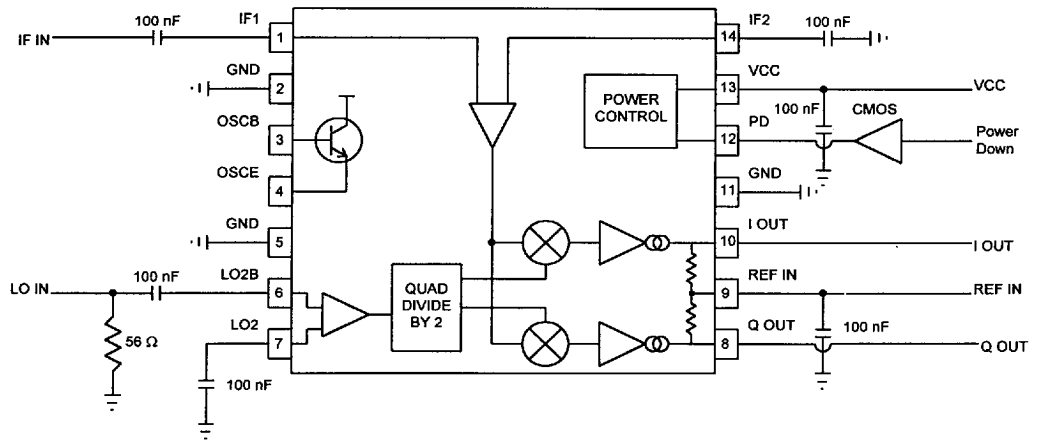 100 nF
IF1
IF2
100 nF
IF IN
1
14
GND
VCC
2
13
VCC
POWER
CONTROL
100 nF
CMOS
OSCB
PD
3
12
Power
Down
OSCE
GND
4
11
GND
I OUT
5
10
I OUT
100 nF
LO2B
QUAD
DIVIDE
BY 2
REF IN
LO IN
6
9
REF IN
56 Ω
LO2
Q OUT
100 nF
7
8
Q OUT
100 nF